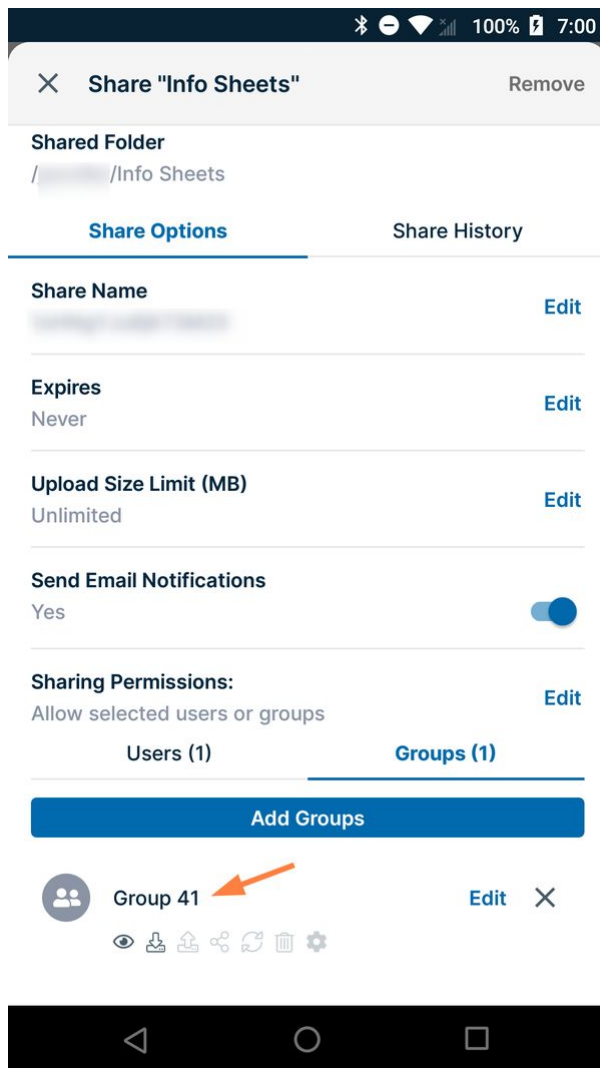 100% 7:00
Share "Info Sheets" Remove
Shared Folder
/ /Info Sheets
Share Options Share History
Share Name
Edit
Expires
Never Edit
Upload Size Limit (MB)
Unlimited Edit
Send Email Notifications
Yes
Sharing Permissions:
Allow selected users or groups Edit
Users (1) Groups (1)
Add Groups
Group 41 Edit